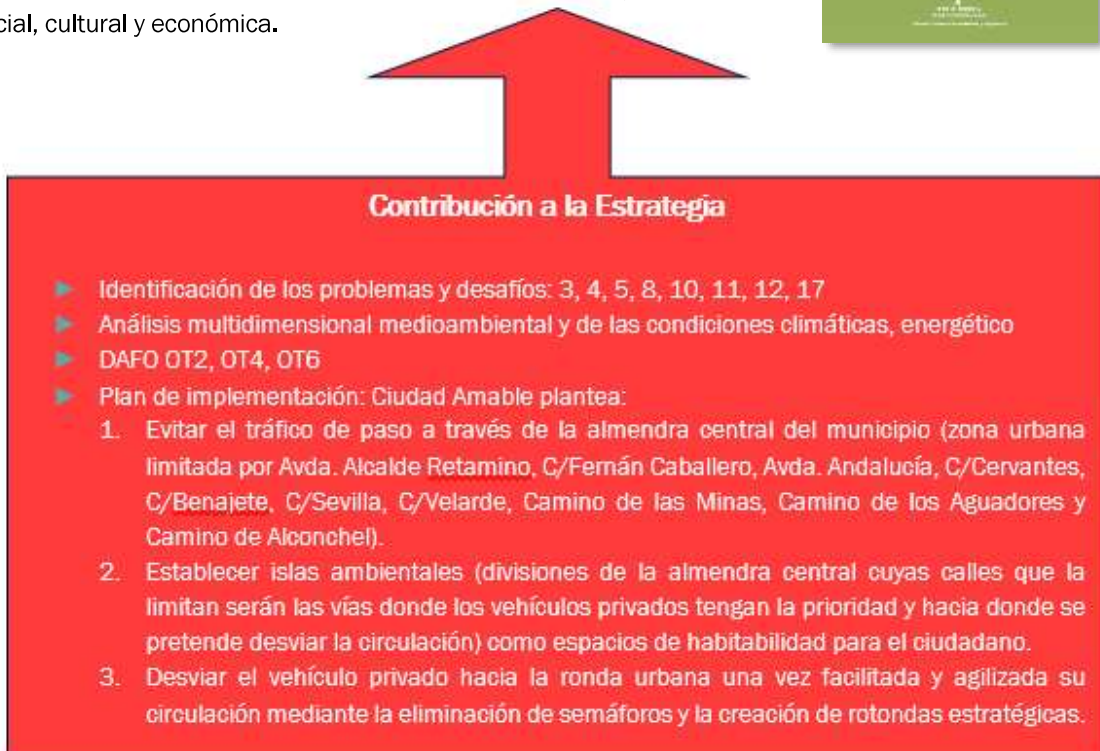 cial, cultural y económica.
Contribución a la Estrategia
► Identificación de los problemas y desafíos: 3, 4, 5, 8, 10, 11, 12, 17
► Análisis multidimensional medioambiental y de las condiciones climáticas, energético
► DAFO OT2, OT4, OT6
► Plan de implementación: Ciudad Amable plantea:
1. Evitar el tráfico de paso a través de la almendra central del municipio (zona urbana
limitada por Avda. Alcalde Retamino, C/Fernán Caballero, Avda. Andalucía, C/Cervantes,
C/Benajete, C/Sevilla, C/Velarde, Camino de las Minas, Camino de los Aguadores y
Camino de Alconchel).
2. Establecer islas ambientales (divisiones de la almendra central cuyas calles que la
limitan serán las vías donde los vehículos privados tengan la prioridad y hacia donde se
pretende desviar la circulación) como espacios de habitabilidad para el ciudadano.
3. Desviar el vehículo privado hacia la ronda urbana una vez facilitada y agilizada su
circulación mediante la eliminación de semáforos y la creación de rotondas estratégicas.